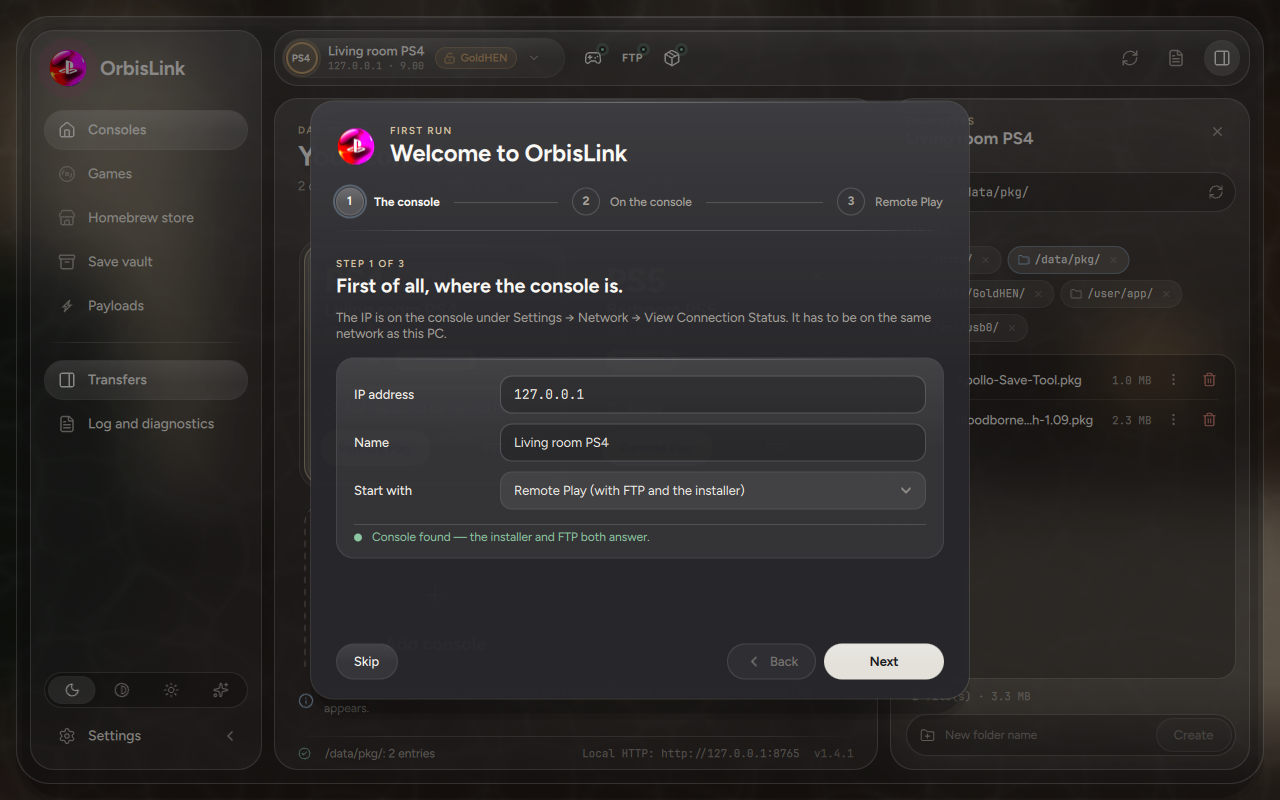 OrbisLink
Consoles
Games
Homebrew store
Save vault
Payloads
Transfers
Log and diagnostics
Settings
PS4
Living room PS4
127.0.0.1 · 9.00
GoldHEN
FTP
FIRST RUN
Welcome to OrbisLink
1 The console
2 On the console
3 Remote Play
STEP 1 OF 3
First of all, where the console is.
The IP is on the console under Settings → Network → View Connection Status. It has to be on the same
network as this PC.
IP address 127.0.0.1
Name Living room PS4
Start with Remote Play (with FTP and the installer)
Console found — the installer and FTP both answer.
Skip
Back
Next
appears.
/data/pkg/: 2 entries
Local HTTP: http://127.0.0.1:8765 v1.4.1
Living room PS4
data/pkg/
/data/pkg/
/GoldHEN/
/user/app/
usb0/
ollo-Save-Tool.pkg 1.0 MB
oodborne…h-1.09.pkg 2.3 MB
· 3.3 MB
New folder name
Create